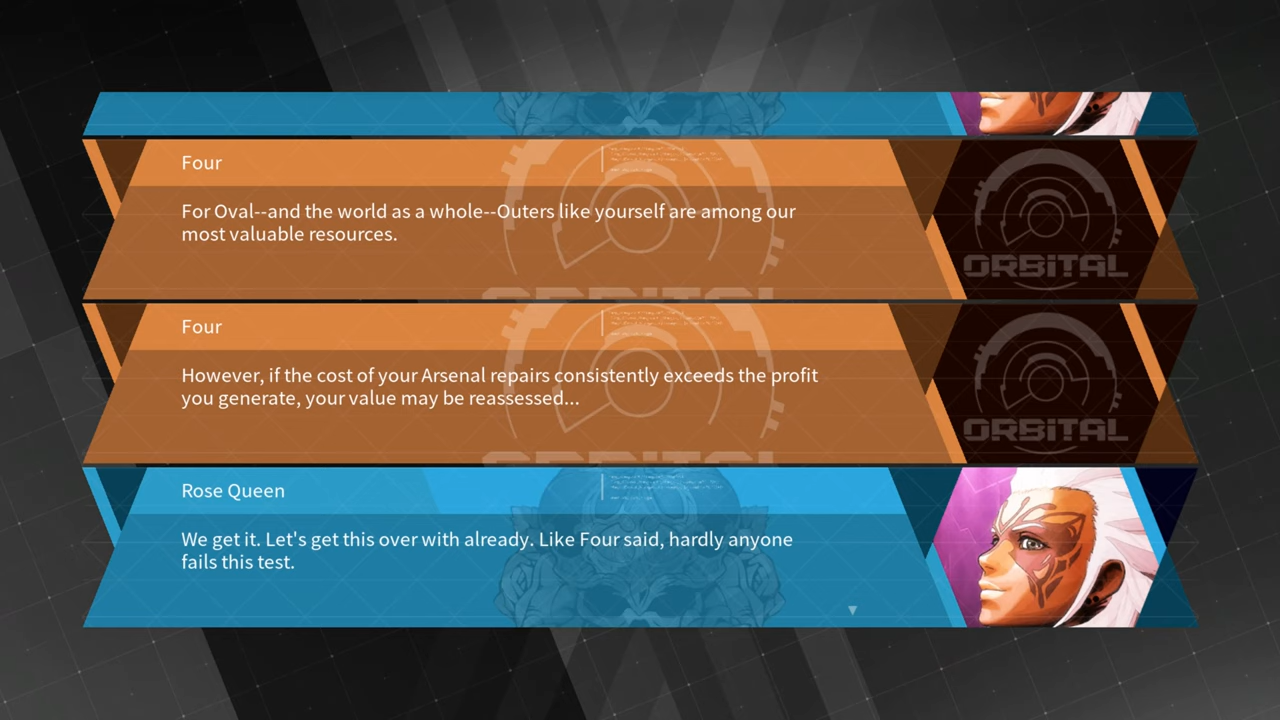 Four
For Oval--and the world as a whole--Outers like yourself are among our
most valuable resources.
ORBITAL
Four
However, if the cost of your Arsenal repairs consistently exceeds the profit
you generate, your value may be reassessed...
ORBITAL
Rose Queen
We get it. Let's get this over with already. Like Four said, hardly anyone
fails this test.